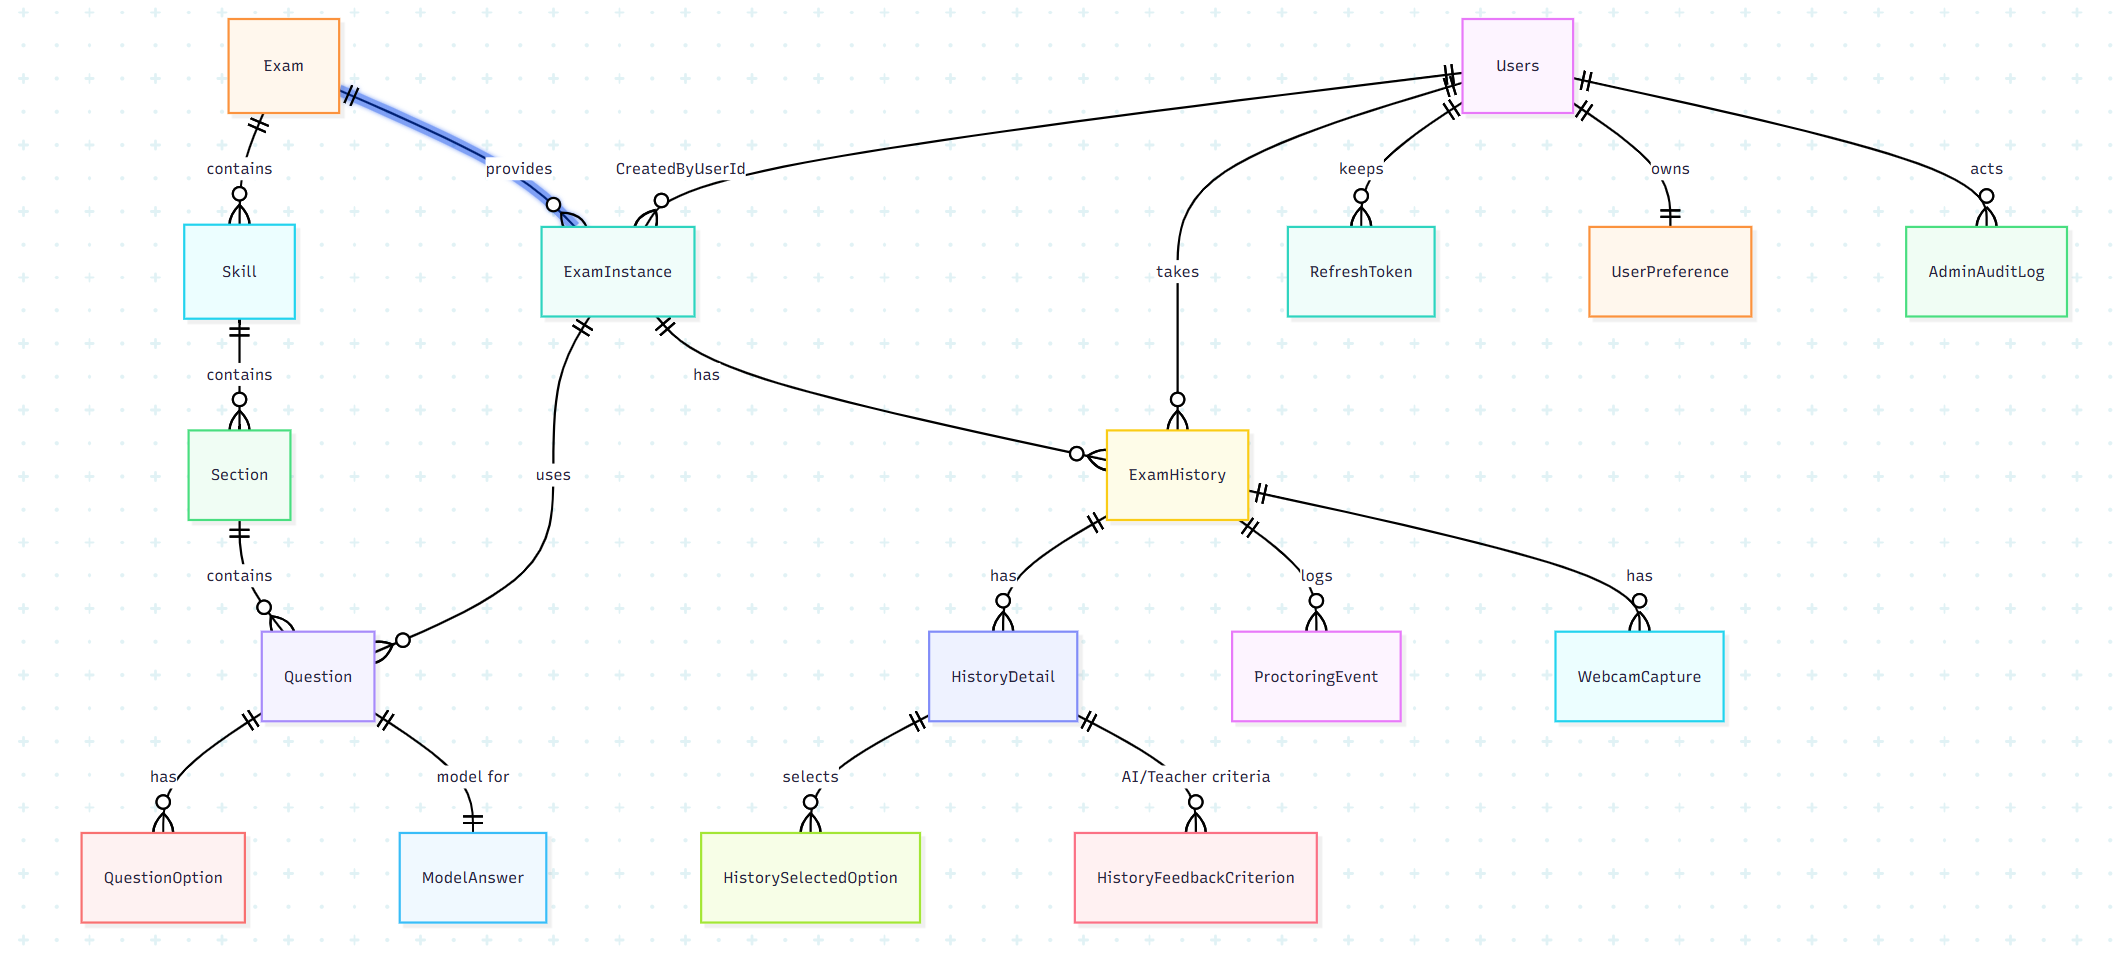 Exam
Users
contains
provides
CreatedByUserId
keeps
owns
acts
Skill
ExamInstance
takes
RefreshToken
UserPreference
AdminAuditLog
contains
has
Section
uses
ExamHistory
contains
has
logs
has
Question
HistoryDetail
ProctoringEvent
WebcamCapture
has
model for
selects
AI/Teacher criteria
QuestionOption
ModelAnswer
HistorySelectedOption
HistoryFeedbackCriterion